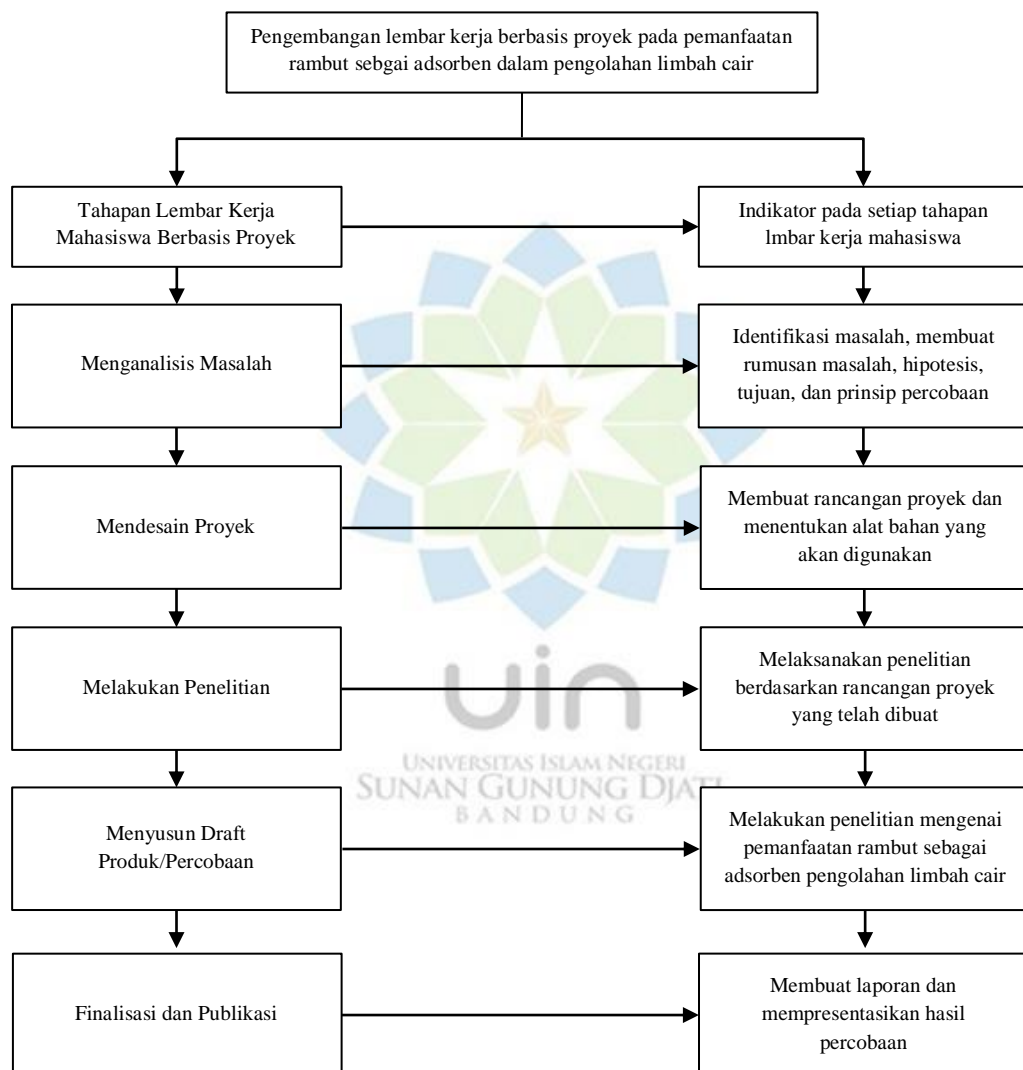 Pengembangan lembar kerja berbasis proyek pada pemanfaatan
rambut sebgai adsorben dalam pengolahan limbah cair
Tahapan Lembar Kerja
Mahasiswa Berbasis Proyek
Indikator pada setiap tahapan
lmbar kerja mahasiswa
Menganalisis Masalah
Identifikasi masalah, membuat
rumusan masalah, hipotesis,
tujuan, dan prinsip percobaan
Mendesain Proyek
Membuat rancangan proyek dan
menentukan alat bahan yang
akan digunakan
Melakukan Penelitian
Melaksanakan penelitian
berdasarkan rancangan proyek
yang telah dibuat
uin
UNIVERSITAS ISLAM NEGERI
SUNAN GUNUNG DJATI
BANDUNG
Menyusun Draft
Produk/Percobaan
Melakukan penelitian mengenai
pemanfaatan rambut sebagai
adsorben pengolahan limbah cair
Finalisasi dan Publikasi
Membuat laporan dan
mempresentasikan hasil
percobaan